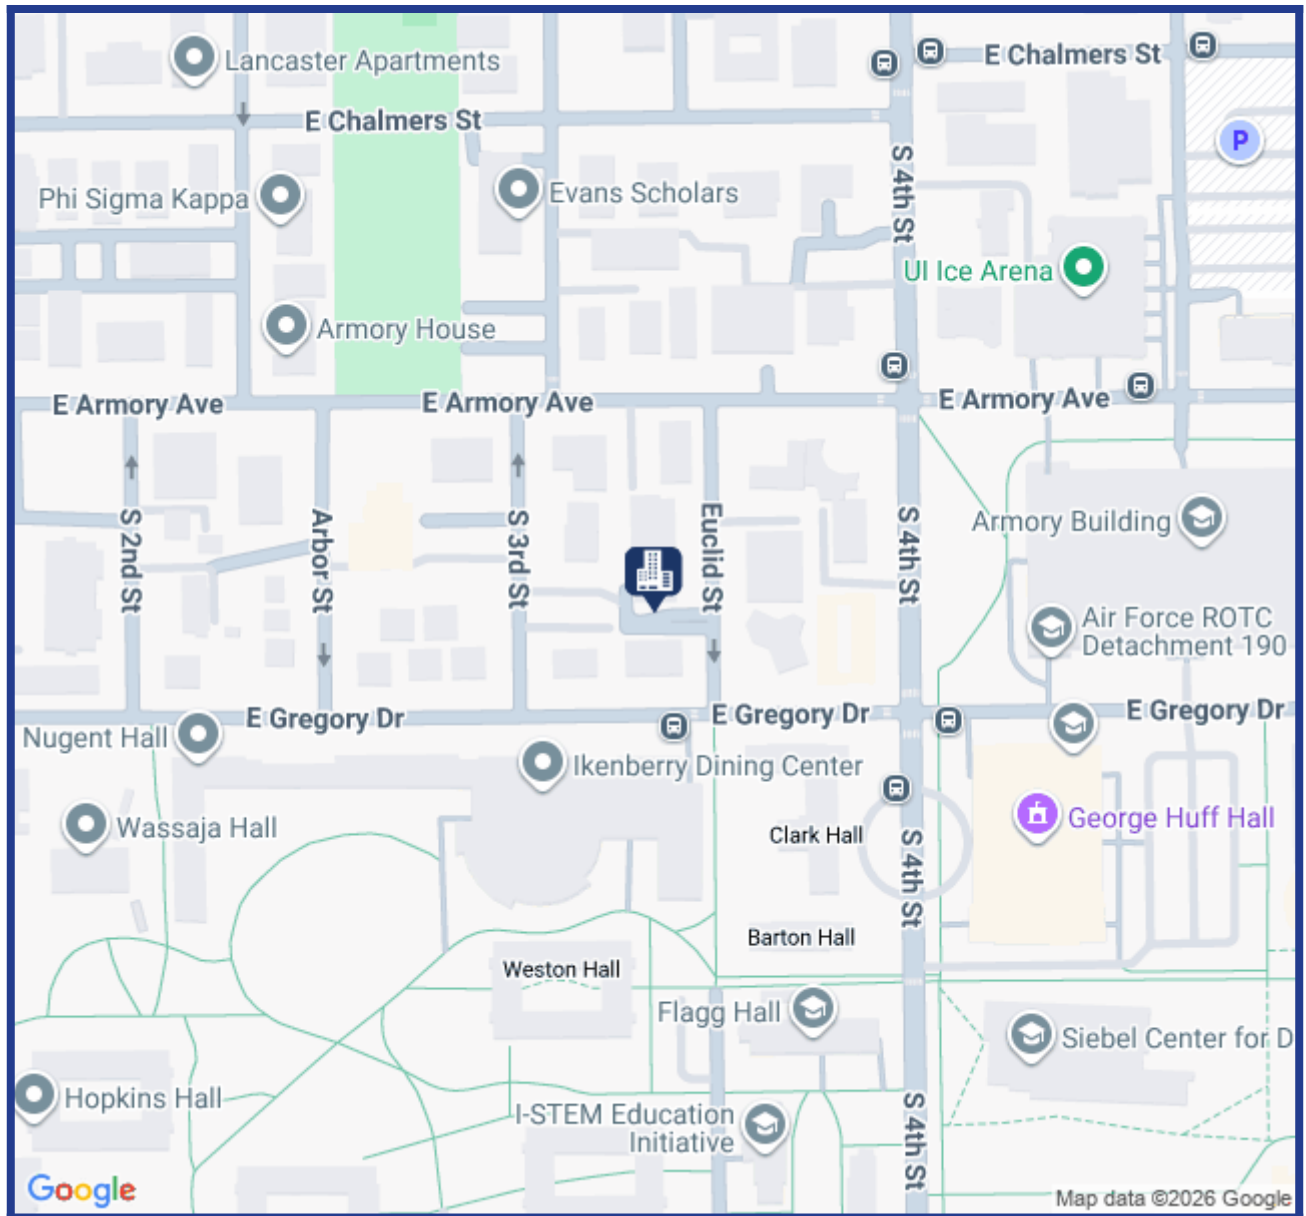 Lancaster Apartments
E Chalmers St
E Chalmers St
P
Phi Sigma Kappa
Evans Scholars
S 4th St
UI Ice Arena
Armory House
E Armory Ave
E Armory Ave
E Armory Ave
S 2nd St
Arbor St
S 3rd St
Euclid St
S 4th St
Armory Building
Air Force ROTC
Detachment 190
E Gregory Dr
E Gregory Dr
E Gregory Dr
Nugent Hall
Ikenberry Dining Center
Wassaja Hall
Clark Hall
S 4th St
George Huff Hall
Barton Hall
Weston Hall
Flagg Hall
Siebel Center for D
Hopkins Hall
I-STEM Education
Initiative
S 4th St
Google
Map data ©2026 Google